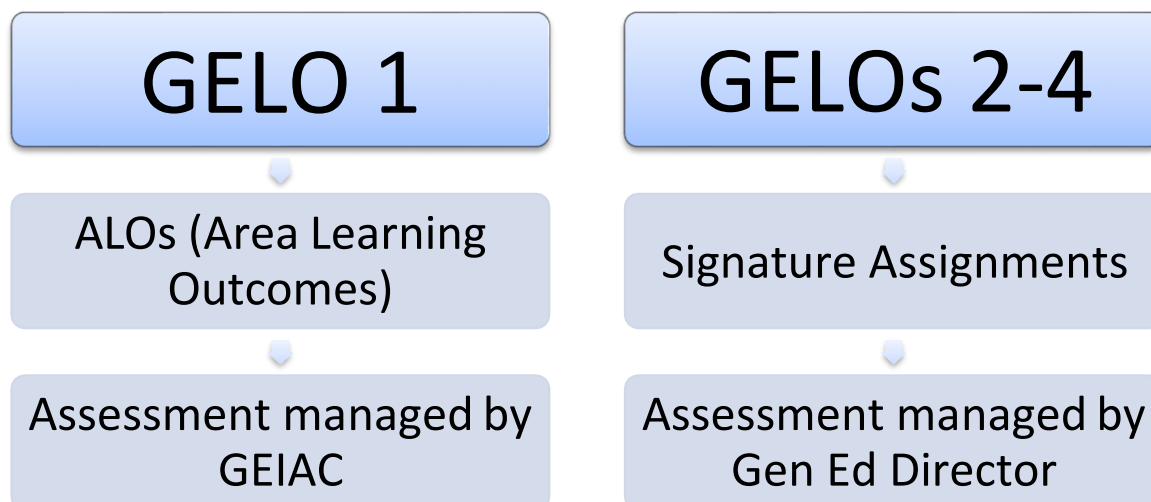 GELO 1
ALOs (Area Learning
Outcomes)
Assessment managed by
GEIAC
GELOs 2-4
Signature Assignments
Assessment managed by
Gen Ed Director